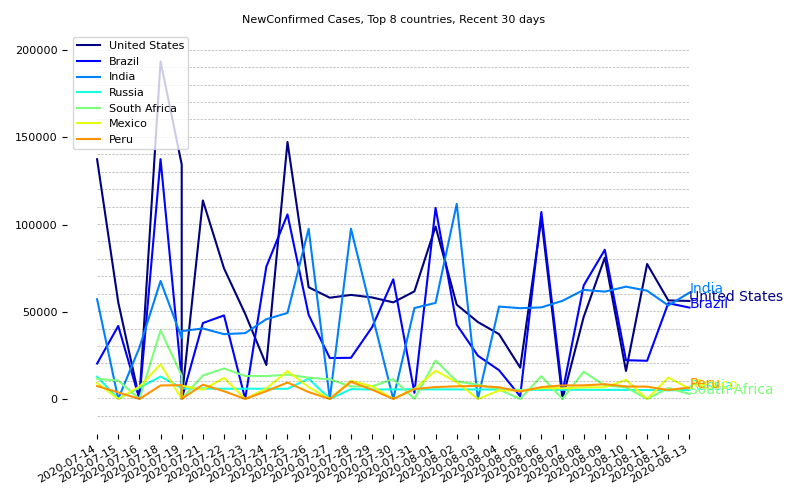 NewConfirmed Cases, Top 8 countries, Recent 30 days
United States
Brazil
India
Russia
South Africa
Mexico
Peru
200000
150000
100000
50000
0
India
United States
Brazil
Peru
South Africa
2020-07-14
2020-07-15
2020-07-16
2020-07-18
2020-07-19
2020-07-21
2020-07-22
2020-07-23
2020-07-24
2020-07-25
2020-07-26
2020-07-27
2020-07-28
2020-07-29
2020-07-30
2020-07-31
2020-08-01
2020-08-02
2020-08-03
2020-08-04
2020-08-05
2020-08-06
2020-08-07
2020-08-08
2020-08-09
2020-08-10
2020-08-11
2020-08-12
2020-08-13